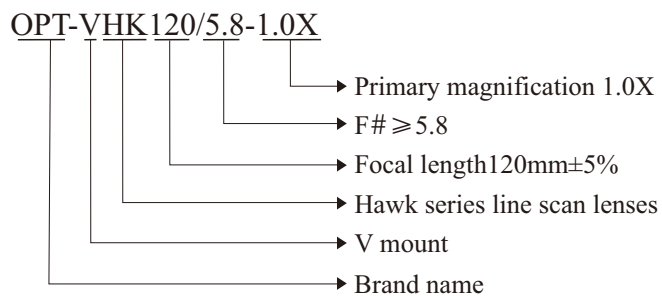 OPT-VHK120/5.8-1.0X
Primary magnification 1.0X
F#≥5.8
Focal length120mm±5%
Hawk series line scan lenses
V mount
Brand name